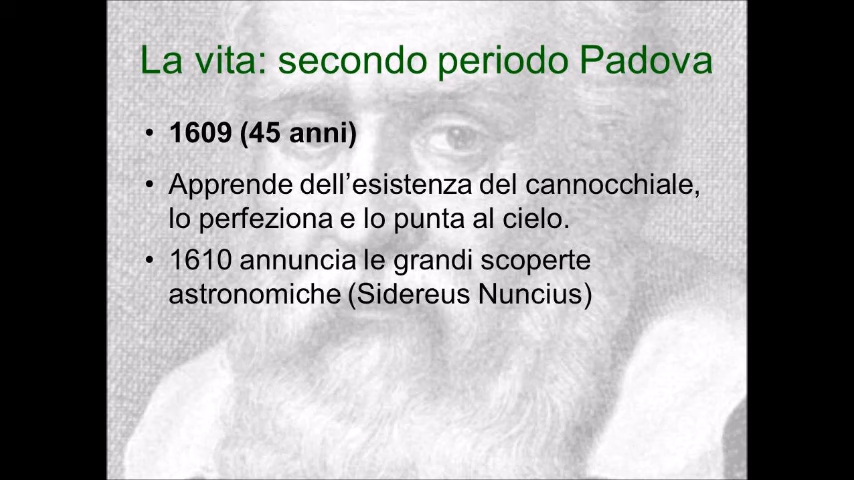 La vita: secondo periodo Padova
• 1609 (45 anni)
• Apprende dell’esistenza del cannocchiale,
lo perfeziona e lo punta al cielo.
• 1610 annuncia le grandi scoperte
astronomiche (Sidereus Nuncius)